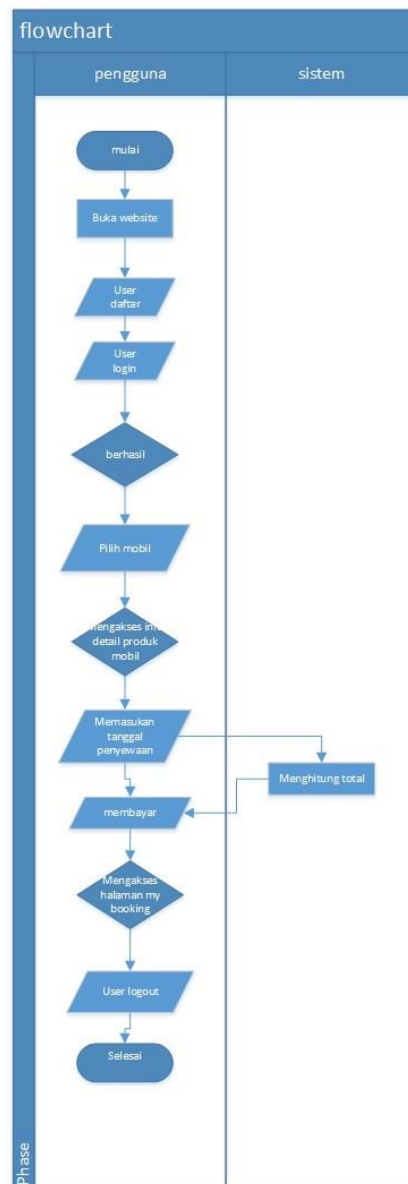 flowchart
pengguna
sistem
mulai
Buka website
User
daftar
User
login
berhasil
Pilih mobil
detail produk
mobil
Memasukan
tanggal
penyewaan
Menghitung total
membayar
Mengakses
halaman my
booking
User logout
Selesai
Phase